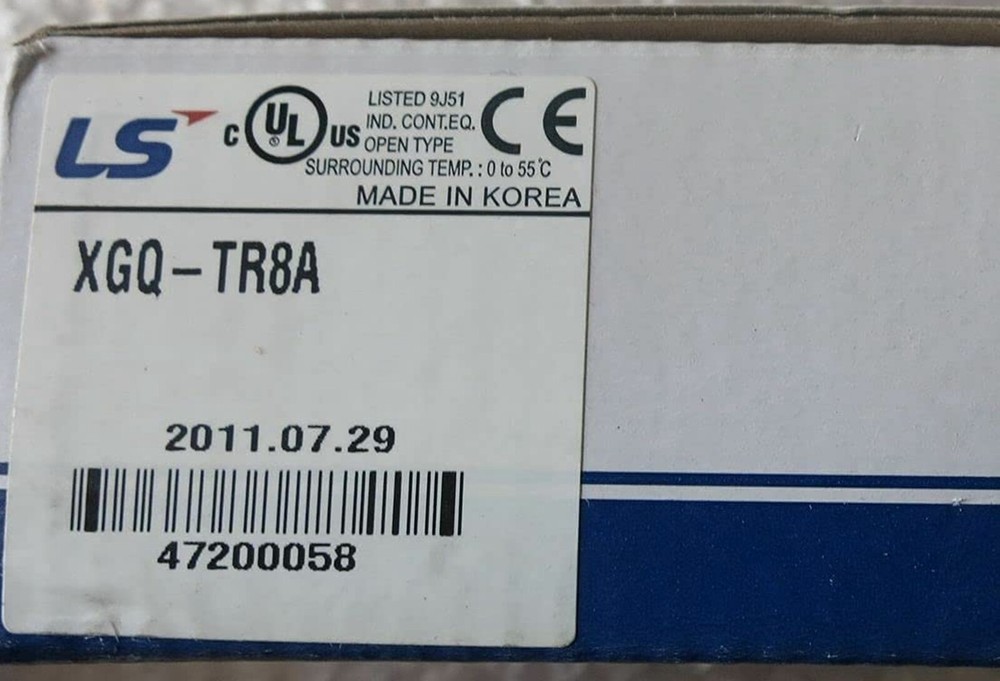 LS
C UL US
LISTED 9J51
IND. CONT.EQ.
OPEN TYPE
CE
SURROUNDING TEMP. : 0 to 55℃
MADE IN KOREA
XGQ-TR8A
2011.07.29
47200058